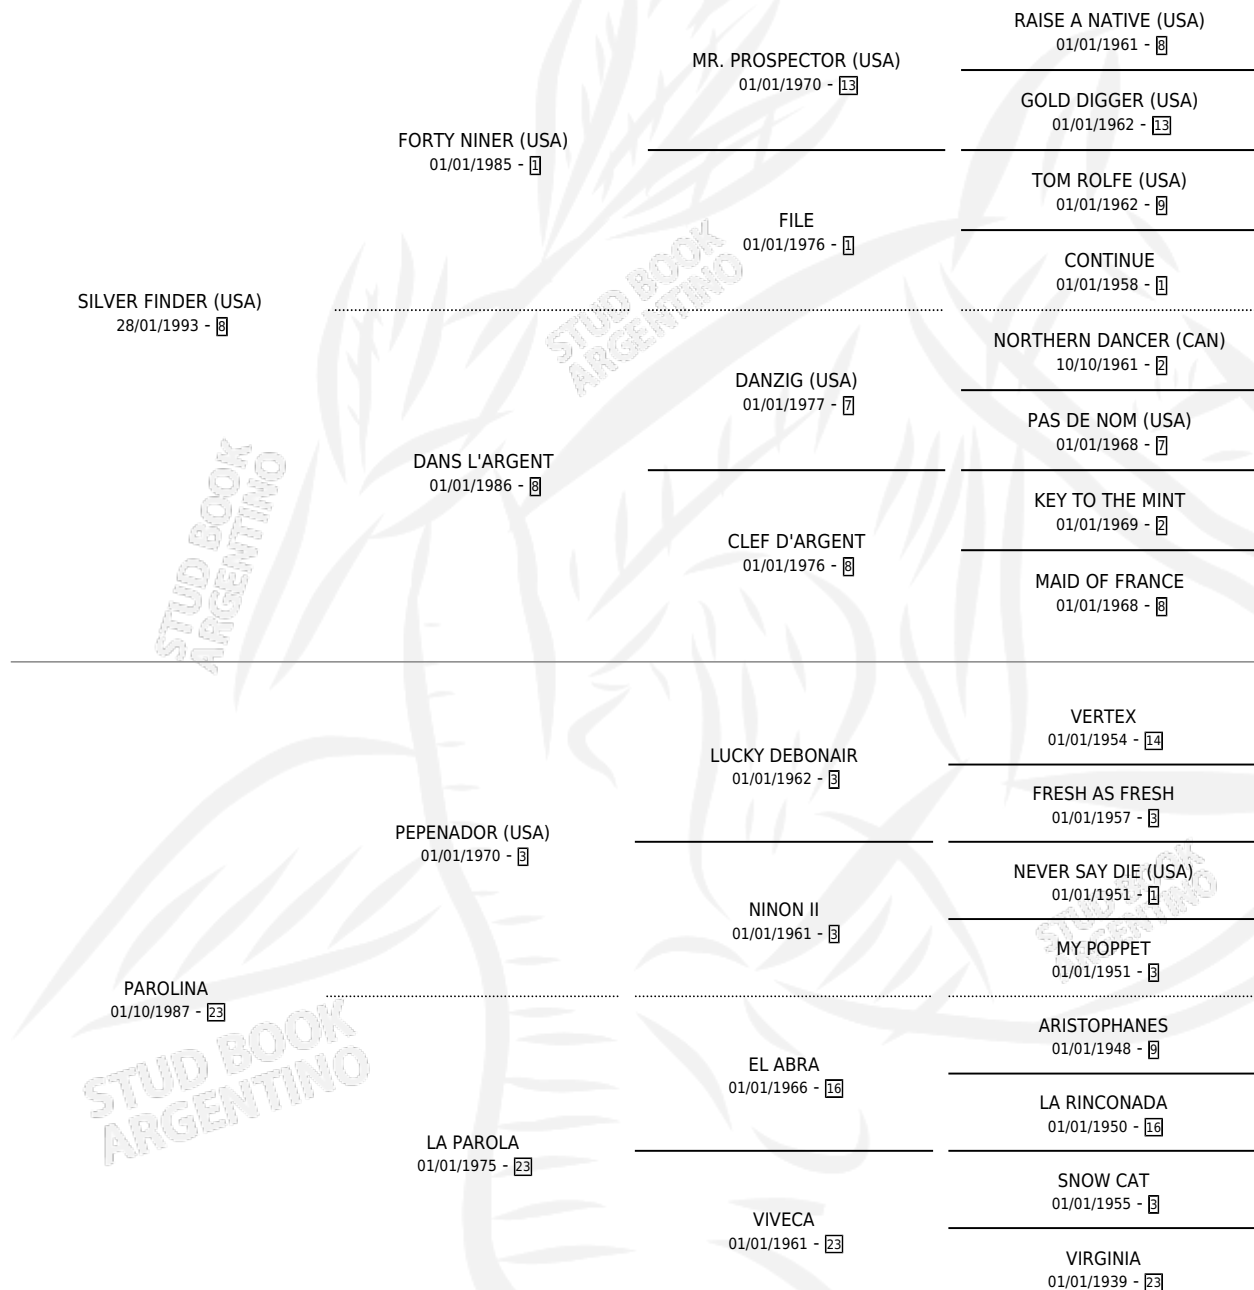 RAISE A NATIVE (USA)
01/01/1961 - 8
MR. PROSPECTOR (USA)
01/01/1970 - 13
GOLD DIGGER (USA)
01/01/1962 - 13
FORTY NINER (USA)
01/01/1985 - 1
TOM ROLFE (USA)
01/01/1962 - 9
FILE
01/01/1976 - 1
CONTINUE
01/01/1958 - 1
SILVER FINDER (USA)
28/01/1993 - 8
NORTHERN DANCER (CAN)
10/10/1961 - 2
DANZIG (USA)
01/01/1977 - 7
PAS DE NOM (USA)
01/01/1968 - 7
DANS L'ARGENT
01/01/1986 - 8
KEY TO THE MINT
01/01/1969 - 2
CLEF D'ARGENT
01/01/1976 - 8
MAID OF FRANCE
01/01/1968 - 8
VERTEX
01/01/1954 - 14
LUCKY DEBONAIR
01/01/1962 - 3
FRESH AS FRESH
01/01/1957 - 3
PEPENADOR (USA)
01/01/1970 - 3
NEVER SAY DIE (USA)
01/01/1951 - 1
NINON II
01/01/1961 - 3
MY POPPET
01/01/1951 - 3
PAROLINA
01/10/1987 - 23
ARISTOPHANES
01/01/1948 - 9
EL ABRA
01/01/1966 - 16
LA RINCONADA
01/01/1950 - 16
LA PAROLA
01/01/1975 - 23
SNOW CAT
01/01/1955 - 3
VIVECA
01/01/1961 - 23
VIRGINIA
01/01/1939 - 23
STUD BOOK
ARGENTINO
STUD BOOK
ARGENTINO
STUD BOOK
ARGENTINO
STUD BOOK
ARGENTINO